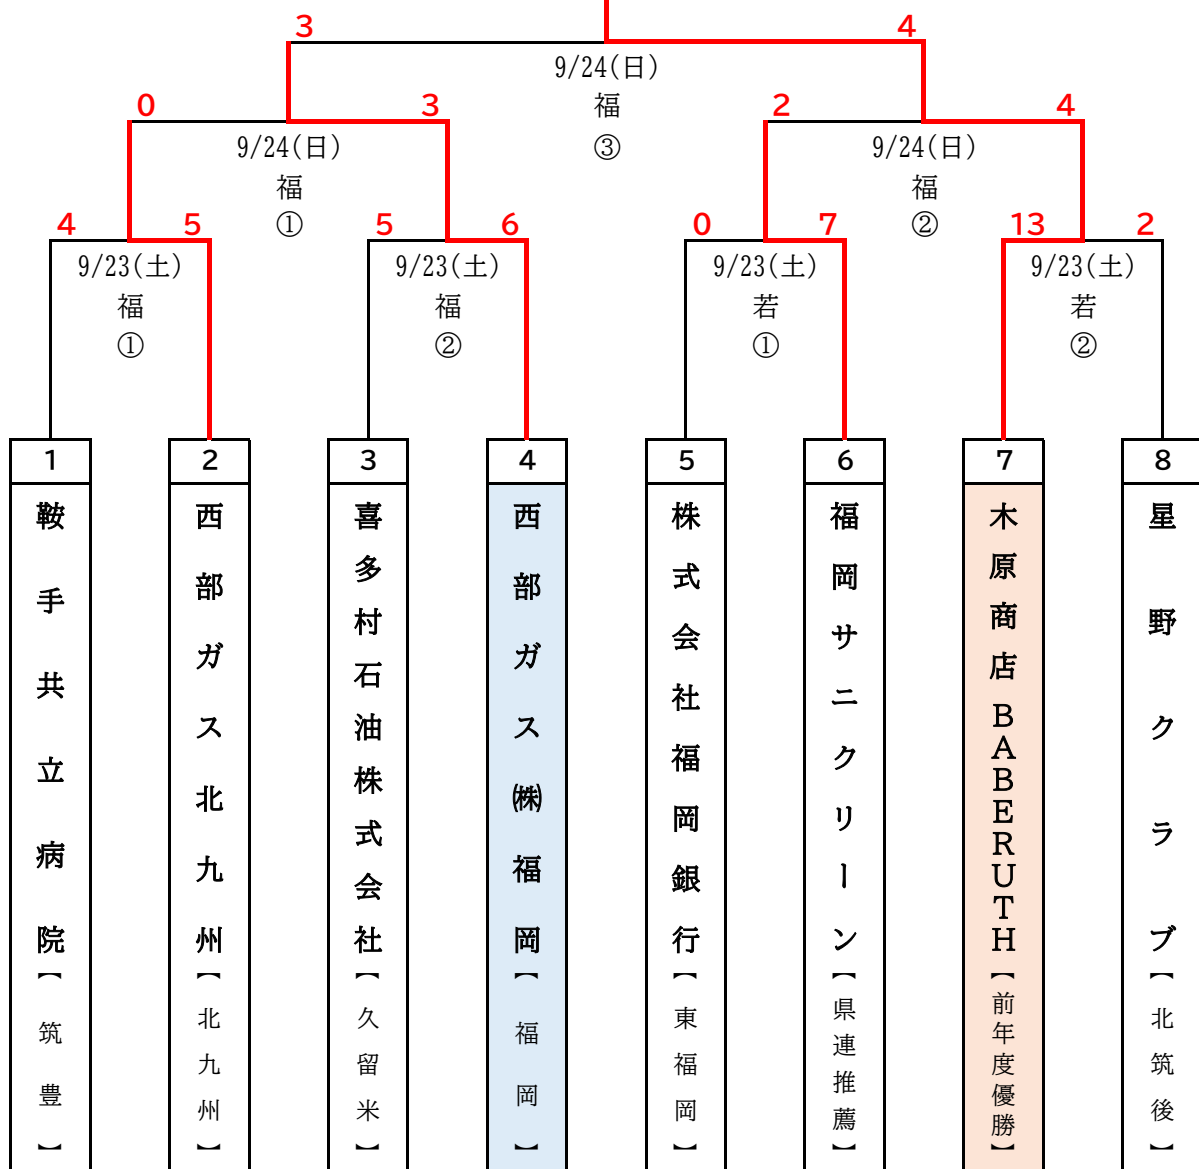 3 4
9/24(日)
福
③
0 3
9/24(日)
福
①
2 4
9/24(日)
福
②
4 5
9/23(土)
福
①
5 6
9/23(土)
福
②
0 7
9/23(土)
若
①
13 2
9/23(土)
若
②
1
鞍手共立病院【筑豊】
2
西部ガス北九州【北九州】
3
喜多村石油株式会社【久留米】
4
西部ガス㈱福岡【福岡】
5
株式会社福岡銀行【東福岡】
6
福岡サニクリーン【県連推薦】
7
木原商店BABERUTH【前年度優勝】
8
星野クラブ【北筑後】